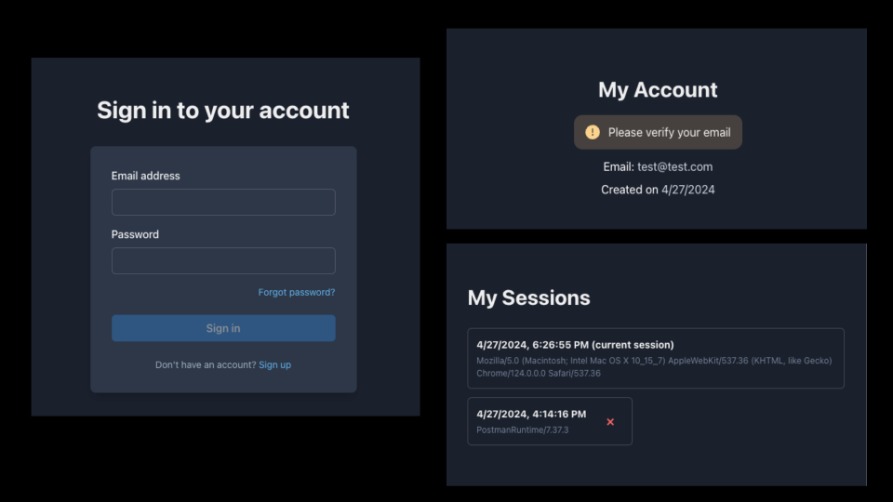 Sign in to your account
Email address
Password
Forgot password?
Sign in
Don't have an account? Sign up
My Account
Please verify your email
Email: test@test.com
Created on 4/27/2024
My Sessions
4/27/2024, 6:26:55 PM (current session)
Mozilla/5.0 (Macintosh; Intel Mac OS X 10_15_7) AppleWebKit/537.36 (KHTML, like Gecko)
Chrome/124.0.0.0 Safari/537.36
4/27/2024, 4:14:16 PM
PostmanRuntime/7.37.3